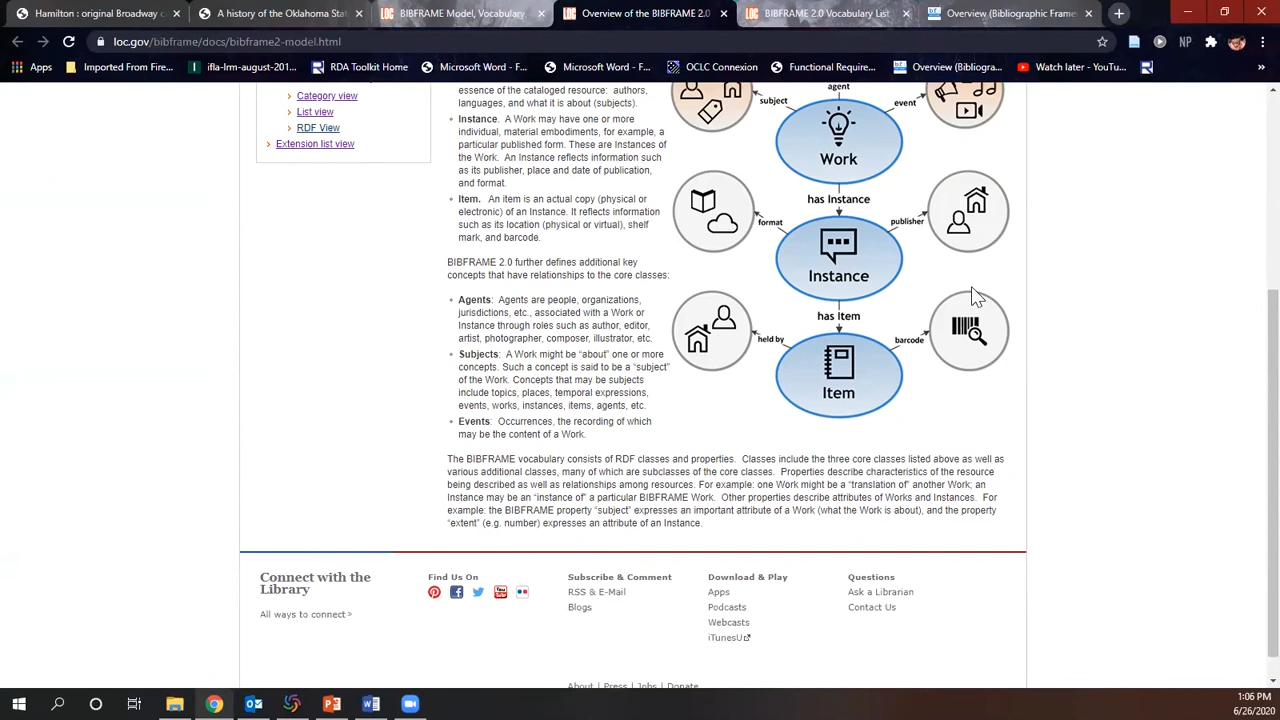 Hamilton : original Broadway c
A history of the Oklahoma Stat
BIBFRAME Model, Vocabulary
Overview of the BIBFRAME 2.0
BIBFRAME 2.0 Vocabulary List
Overview (Bibliographic Frame
loc.gov/bibframe/docs/bibframe2-model.html
NP
Apps
Imported From Fire...
ifla-lrm-august-201...
RDA Toolkit Home
Microsoft Word - F...
Microsoft Word - F...
OCLC Connexion
Functional Require...
Overview (Bibliogra...
Watch later - YouTu...
»
Category view
List view
RDF View
Extension list view
essence of the cataloged resource: authors,
languages, and what it is about (subjects).
Instance. A Work may have one or more
individual, material embodiments, for example, a
particular published form. These are Instances of
the Work. An Instance reflects information such
as its publisher, place and date of publication,
and format.
Item. An item is an actual copy (physical or
electronic) of an Instance. It reflects information
such as its location (physical or virtual), shelf
mark, and barcode.
BIBFRAME 2.0 further defines additional key
concepts that have relationships to the core classes:
Agents: Agents are people, organizations,
jurisdictions, etc., associated with a Work or
Instance through roles such as author, editor,
artist, photographer, composer, illustrator, etc.
Subjects: A Work might be “about” one or more
concepts. Such a concept is said to be a “subject”
of the Work. Concepts that may be subjects
include topics, places, temporal expressions,
events, works, instances, items, agents, etc.
Events: Occurrences, the recording of which
may be the content of a Work.
agent
subject
event
Work
has Instance
format
publisher
Instance
has Item
held by
barcode
Item
The BIBFRAME vocabulary consists of RDF classes and properties. Classes include the three core classes listed above as well as
various additional classes, many of which are subclasses of the core classes. Properties describe characteristics of the resource
being described as well as relationships among resources. For example: one Work might be a “translation of” another Work; an
Instance may be an “instance of” a particular BIBFRAME Work. Other properties describe attributes of Works and Instances. For
example: the BIBFRAME property “subject” expresses an important attribute of a Work (what the Work is about), and the property
“extent” (e.g. number) expresses an attribute of an Instance.
Connect with the
Library
All ways to connect >
Find Us On
Subscribe & Comment
RSS & E-Mail
Blogs
Download & Play
Apps
Podcasts
Webcasts
iTunesU
Questions
Ask a Librarian
Contact Us
About | Press | Jobs | Donate
1:06 PM
6/26/2020